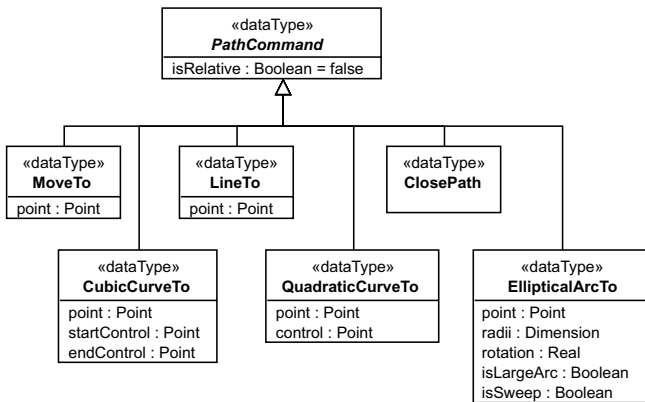 «dataType»
PathCommand
isRelative : Boolean = false
«dataType»
MoveTo
point : Point
«dataType»
LineTo
point : Point
«dataType»
ClosePath
«dataType»
CubicCurveTo
point : Point
startControl : Point
endControl : Point
«dataType»
QuadraticCurveTo
point : Point
control : Point
«dataType»
EllipticalArcTo
point : Point
radii : Dimension
rotation : Real
isLargeArc : Boolean
isSweep : Boolean